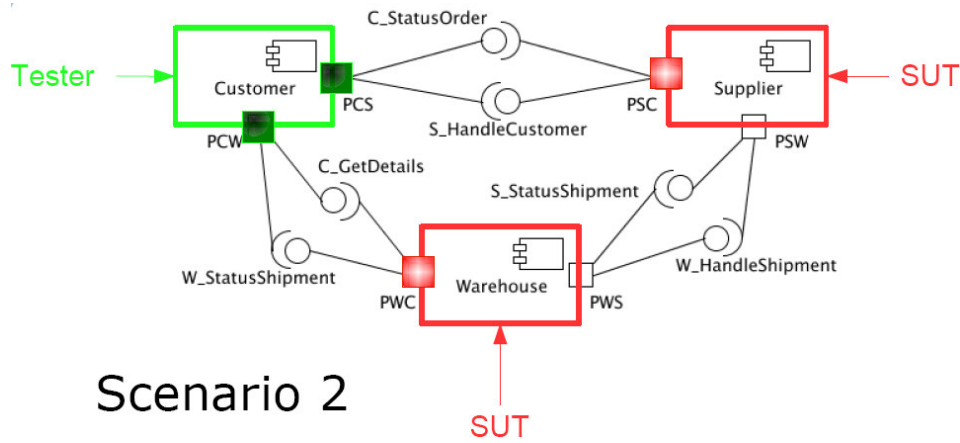 C_StatusOrder
Tester
Customer
Supplier
SUT
PCS
PSC
S_HandleCustomer
PCW
PSW
C_GetDetails
S_StatusShipment
W_StatusShipment
W_HandleShipment
Warehouse
PWC
PWS
Scenario 2
SUT